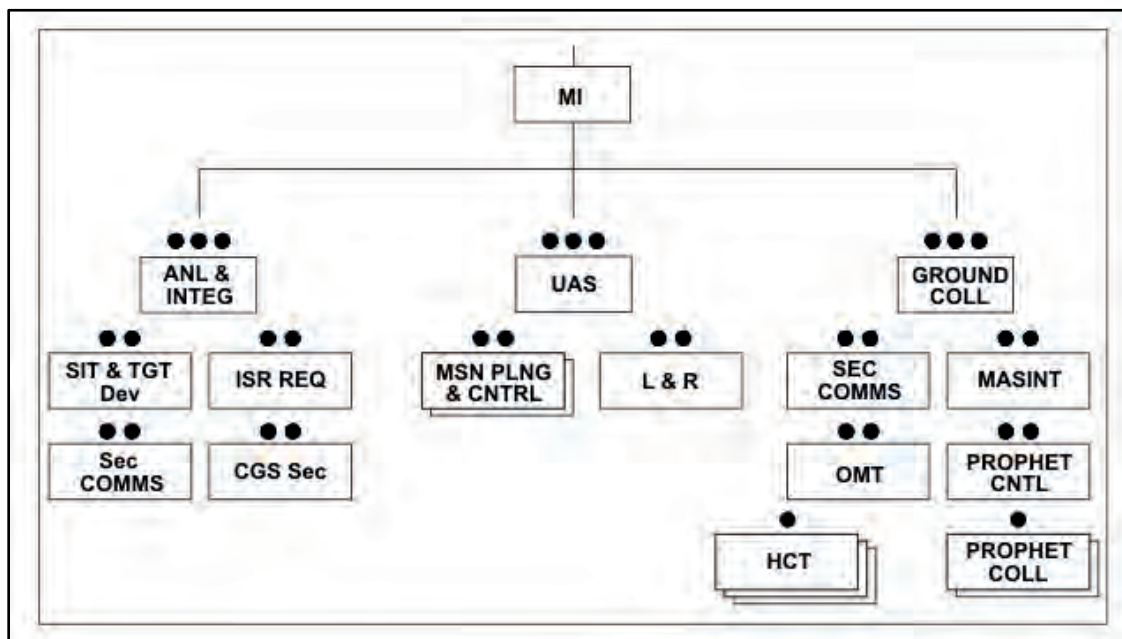 MI
ANL &
INTEG
UAS
GROUND
COLL
SIT & TGT
Dev
ISR REQ
MSN PLNG
& CNTRL
L & R
SEC
COMMS
MASINT
Sec
COMMS
CGS Sec
OMT
PROPHET
CNTL
HCT
PROPHET
COLL